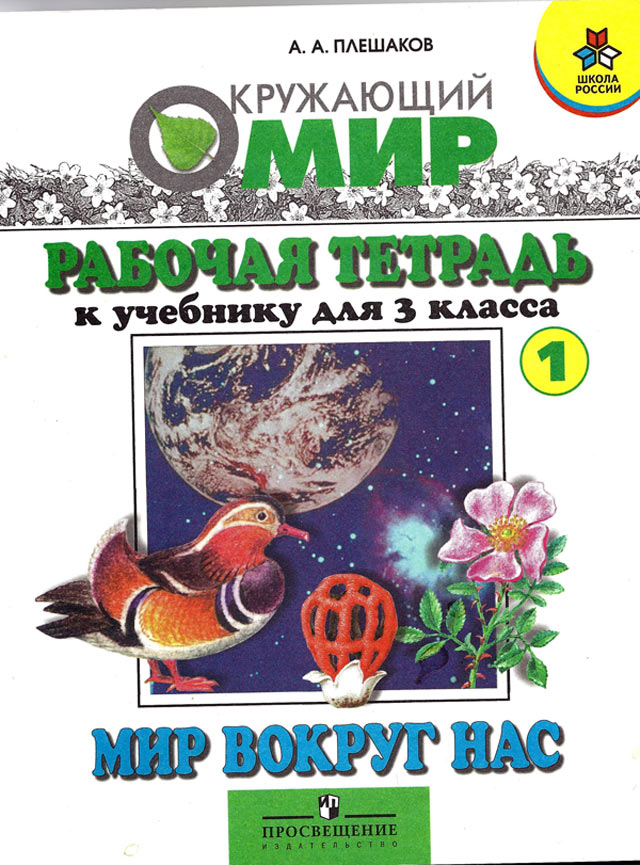 А. А. ПЛЕШАКОВ
ШКОЛА
РОССИИ
ОКРУЖАЮЩИЙ
МИР
РАБОЧАЯ ТЕТРАДЬ
к учебнику для 3 класса
1
МИР ВОКРУГ НАС
ПРОСВЕЩЕНИЕ
ИЗДАТЕЛЬСТВО